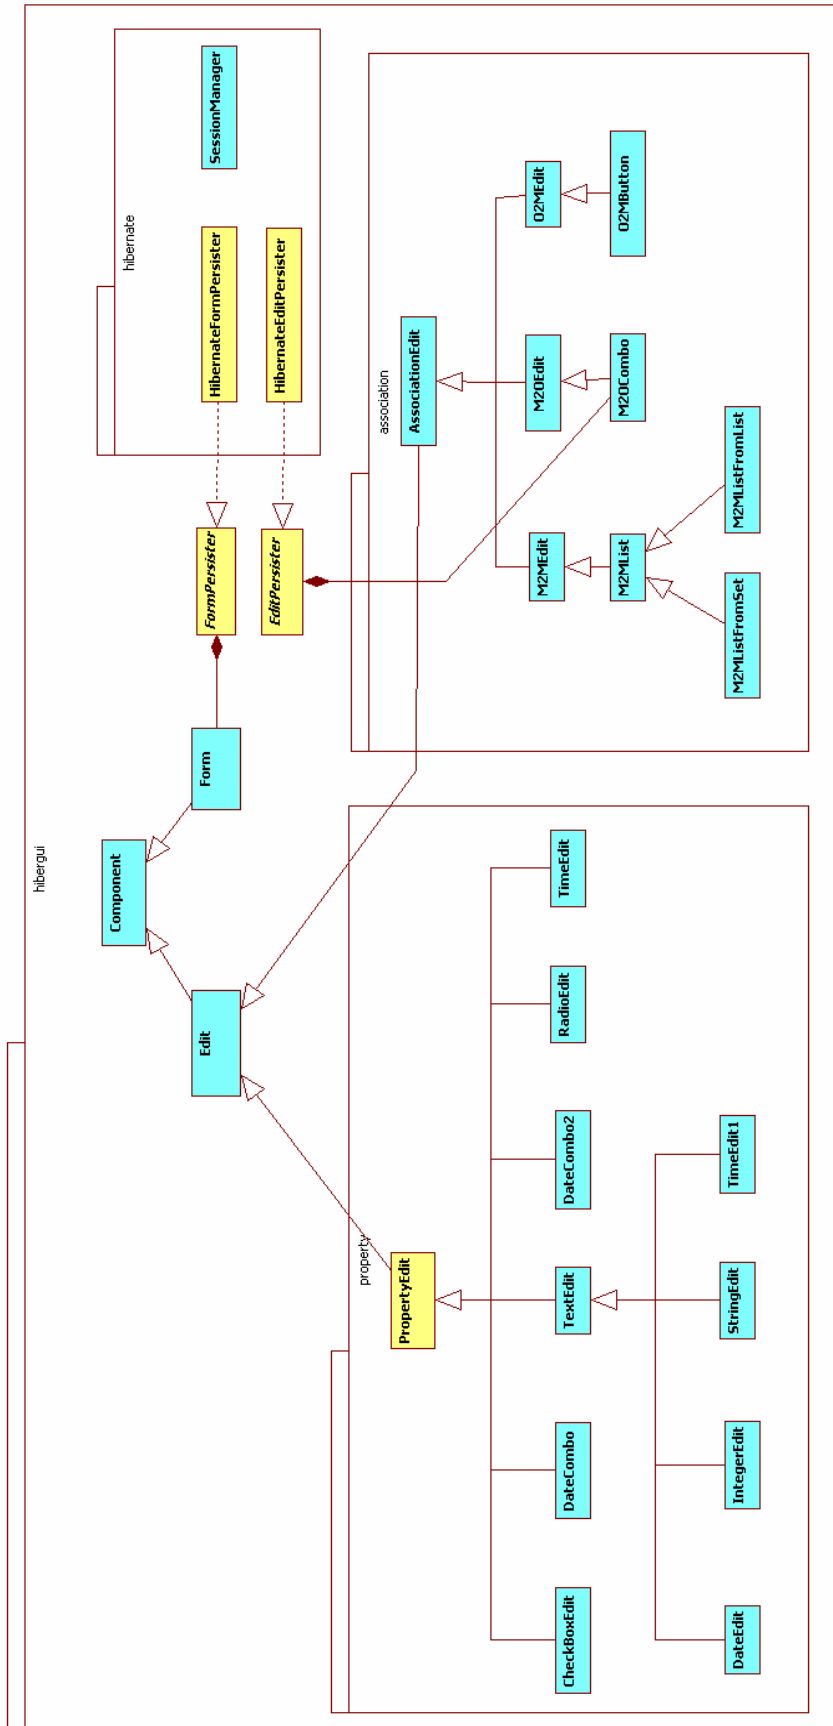 hibergui
Component
Edit
Form
FormPersister
EditPersister
hibernate
HibernateFormPersister
SessionManager
HibernateEditPersister
property
PropertyEdit
CheckBoxEdit
DateCombo
TextEdit
DateCombo2
RadioEdit
TimeEdit
DateEdit
IntegerEdit
StringEdit
TimeEdit1
association
AssociationEdit
M2MEdit
M2OEdit
O2MEdit
M2MList
M2OCombo
O2MButton
M2MListFromSet
M2MListFromList